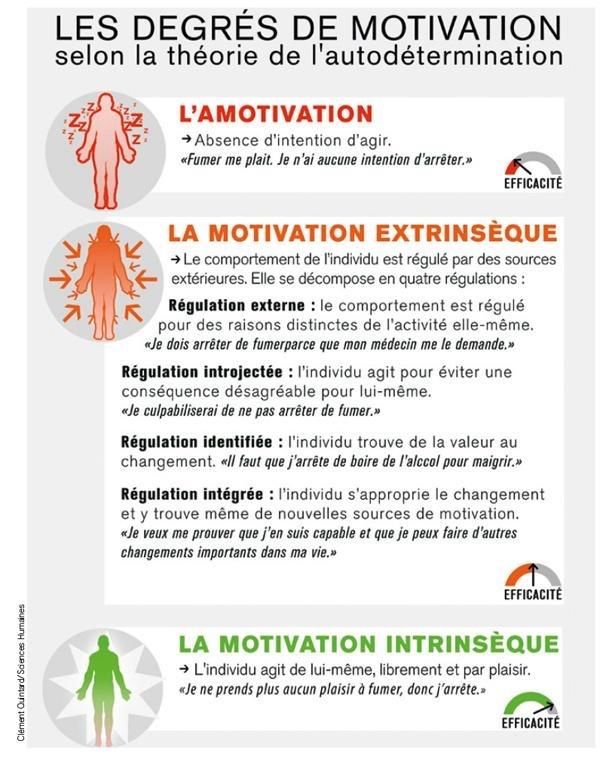 LES DEGRÉS DE MOTIVATION
selon la théorie de l'autodétermination
L'AMOTIVATION
→ Absence d'intention d'agir.
«Fumer me plait. Je n'ai aucune intention d'arrêter.»
EFFICACITÉ
LA MOTIVATION EXTRINSÈQUE
→ Le comportement de l'individu est régulé par des sources
extérieures. Elle se décompose en quatre régulations :
Régulation externe : le comportement est régulé
pour des raisons distinctes de l'activité elle-même.
«Je dois arrêter de fumerparce que mon médecin me le demande.»
Régulation introjectée : l'individu agit pour éviter une
conséquence désagréable pour lui-même.
«Je culpabiliserai de ne pas arrêter de fumer.»
Régulation identifiée : l'individu trouve de la valeur au
changement. «Il faut que j'arrête de boire de l'alccol pour maigrir.»
Régulation intégrée : l'individu s'approprie le changement
et y trouve même de nouvelles sources de motivation.
«Je veux me prouver que j'en suis capable et que je peux faire d'autres
changements importants dans ma vie.»
EFFICACITÉ
LA MOTIVATION INTRINSÈQUE
→ L'individu agit de lui-même, librement et par plaisir.
«Je ne prends plus aucun plaisir à fumer, donc j'arrête.»
EFFICACITÉ
Clément Quintard/Sciences Humaines